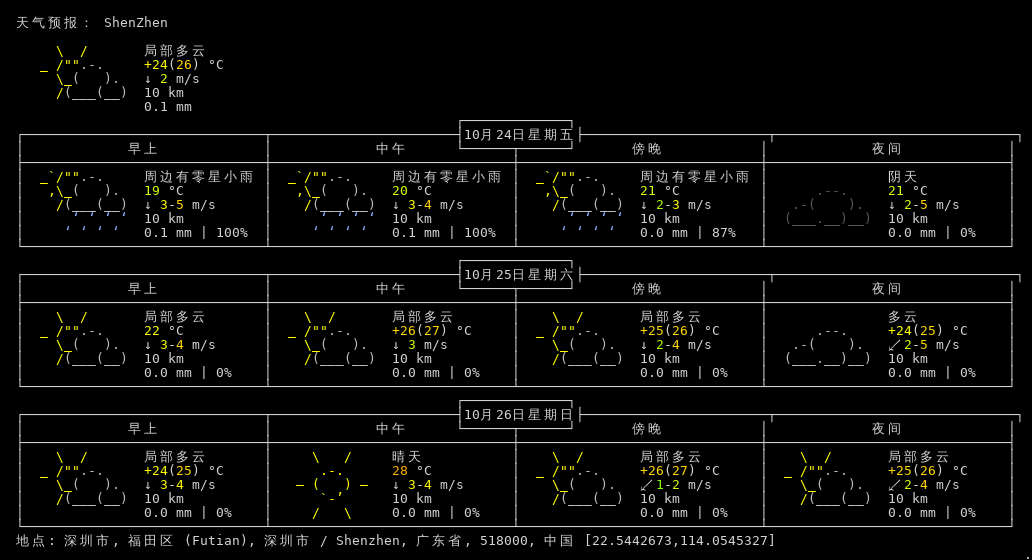 天气预报： ShenZhen
局部多云
+24(26) °C
↓ 2 m/s
10 km
0.1 mm
10月24日星期五
早上 中午 傍晚 夜间
周边有零星小雨 周边有零星小雨 周边有零星小雨 阴天
19 °C 20 °C 21 °C 21 °C
↓ 3-5 m/s ↓ 3-4 m/s ↓ 2-3 m/s ↓ 2-5 m/s
10 km 10 km 10 km 10 km
0.1 mm | 100% 0.1 mm | 100% 0.0 mm | 87% 0.0 mm | 0%
10月25日星期六
早上 中午 傍晚 夜间
局部多云 局部多云 局部多云 多云
22 °C +26(27) °C +25(26) °C +24(25) °C
↓ 3-4 m/s ↓ 3 m/s ↓ 2-4 m/s ↙ 2-5 m/s
10 km 10 km 10 km 10 km
0.0 mm | 0% 0.0 mm | 0% 0.0 mm | 0% 0.0 mm | 0%
10月26日星期日
早上 中午 傍晚 夜间
局部多云 晴天 局部多云 局部多云
+24(25) °C 28 °C +26(27) °C +25(26) °C
↓ 3-4 m/s ↓ 3-4 m/s ↙ 1-2 m/s ↙ 2-4 m/s
10 km 10 km 10 km 10 km
0.0 mm | 0% 0.0 mm | 0% 0.0 mm | 0% 0.0 mm | 0%
地点: 深圳市, 福田区 (Futian), 深圳市 / Shenzhen, 广东省, 518000, 中国 [22.5442673,114.0545327]